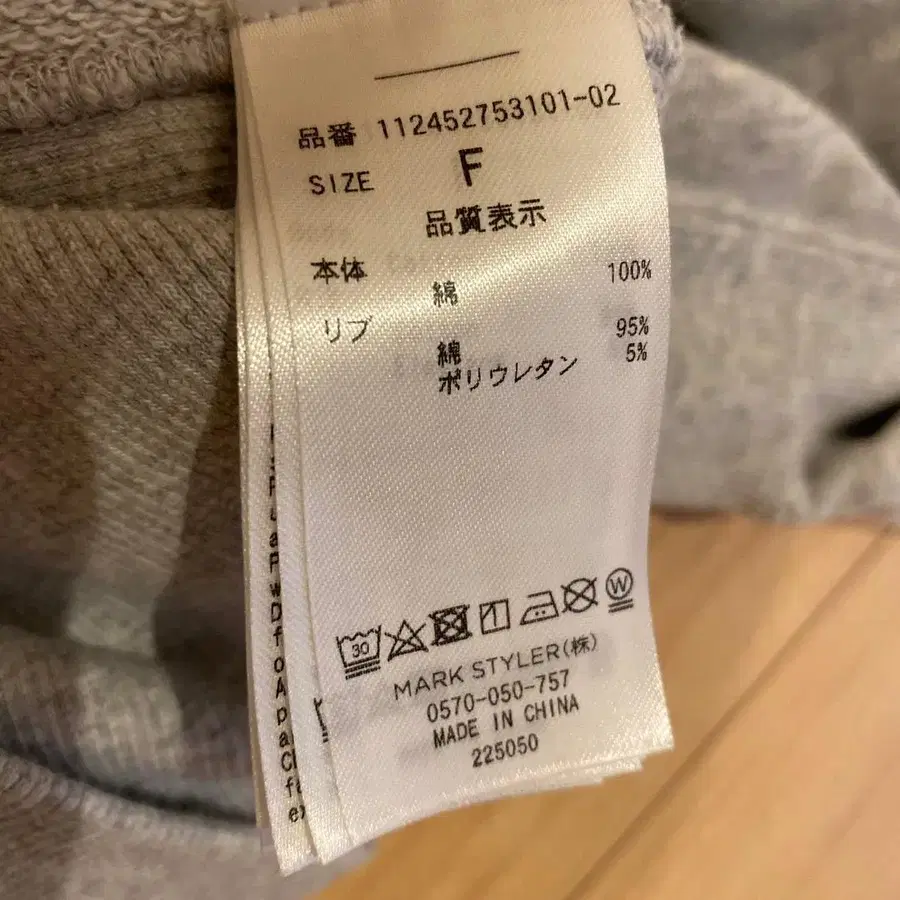 品番 112452753101-02
SIZE F
品質表示
本体 綿 100%
リブ 綿 95%
ポリウレタン 5%
30
W
MARK STYLER(株)
0570-050-757
MADE IN CHINA
225050